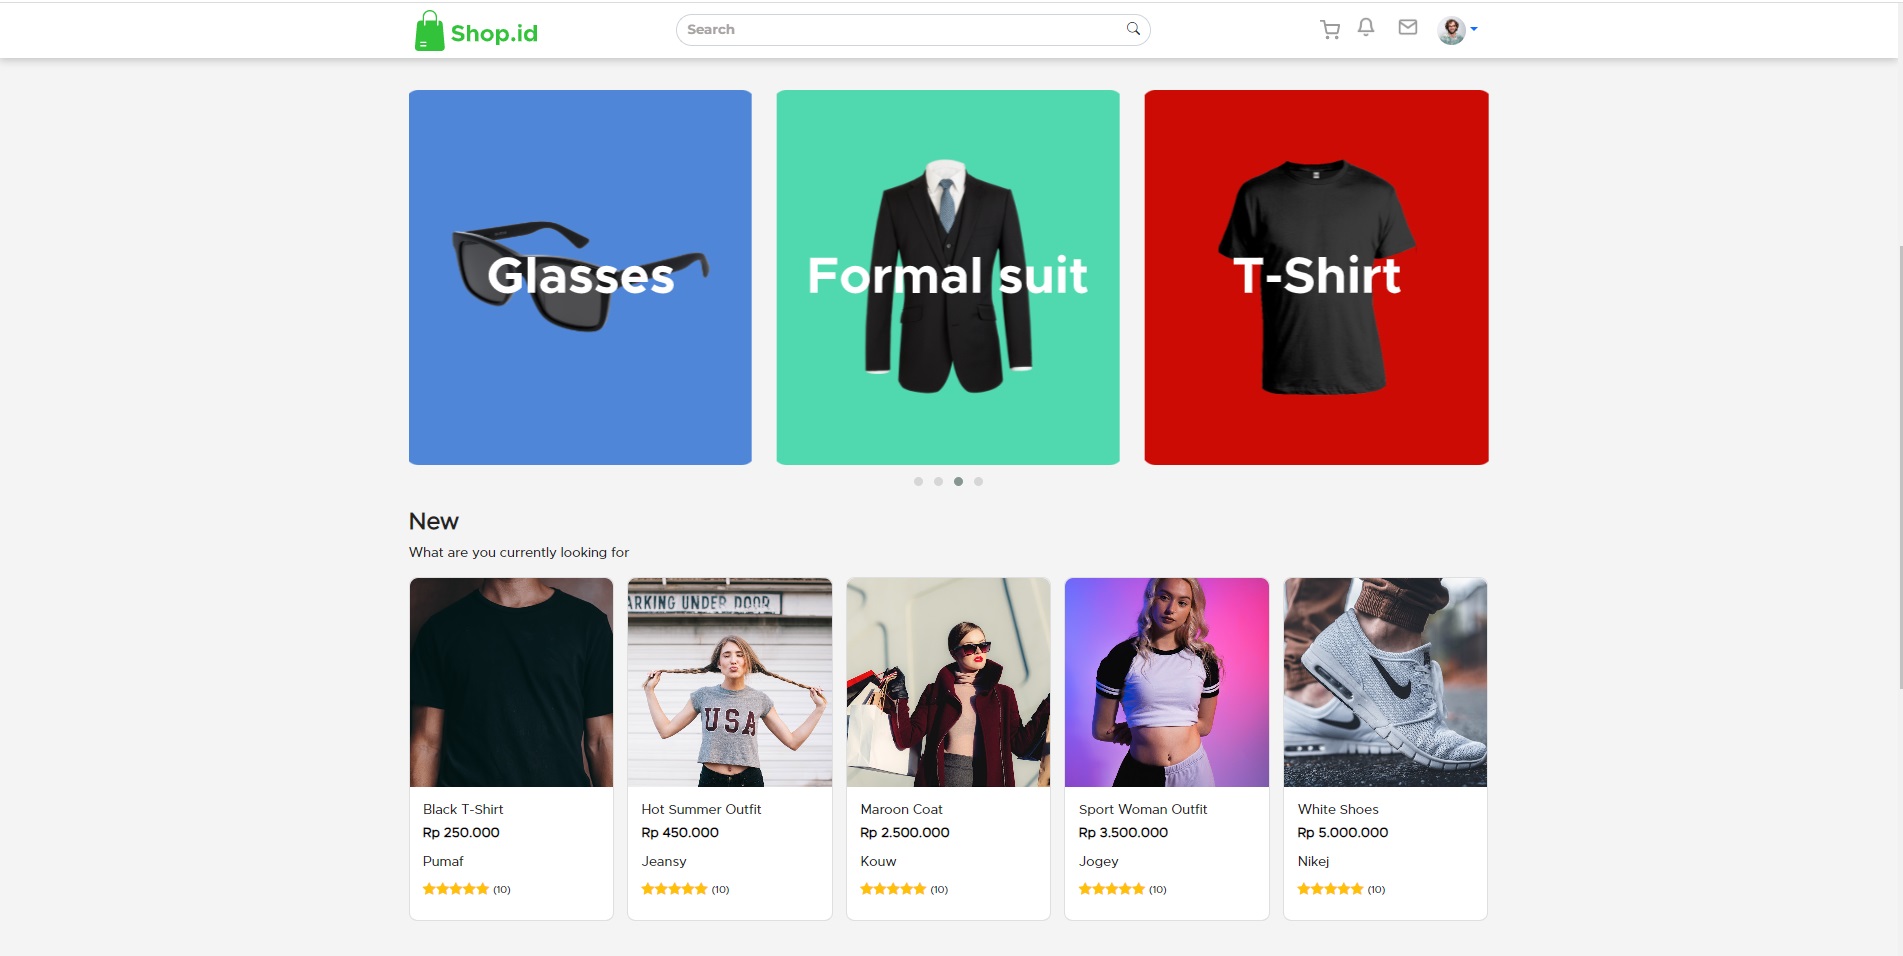 Shop.id
Search
Glasses
Formal suit
T-Shirt
New
What are you currently looking for
ARKING UNDER DOOR
USA
Black T-Shirt
Rp 250.000
Pumaf
(10)
Hot Summer Outfit
Rp 450.000
Jeansy
(10)
Maroon Coat
Rp 2.500.000
Kouw
(10)
Sport Woman Outfit
Rp 3.500.000
Jogey
(10)
White Shoes
Rp 5.000.000
Nikej
(10)